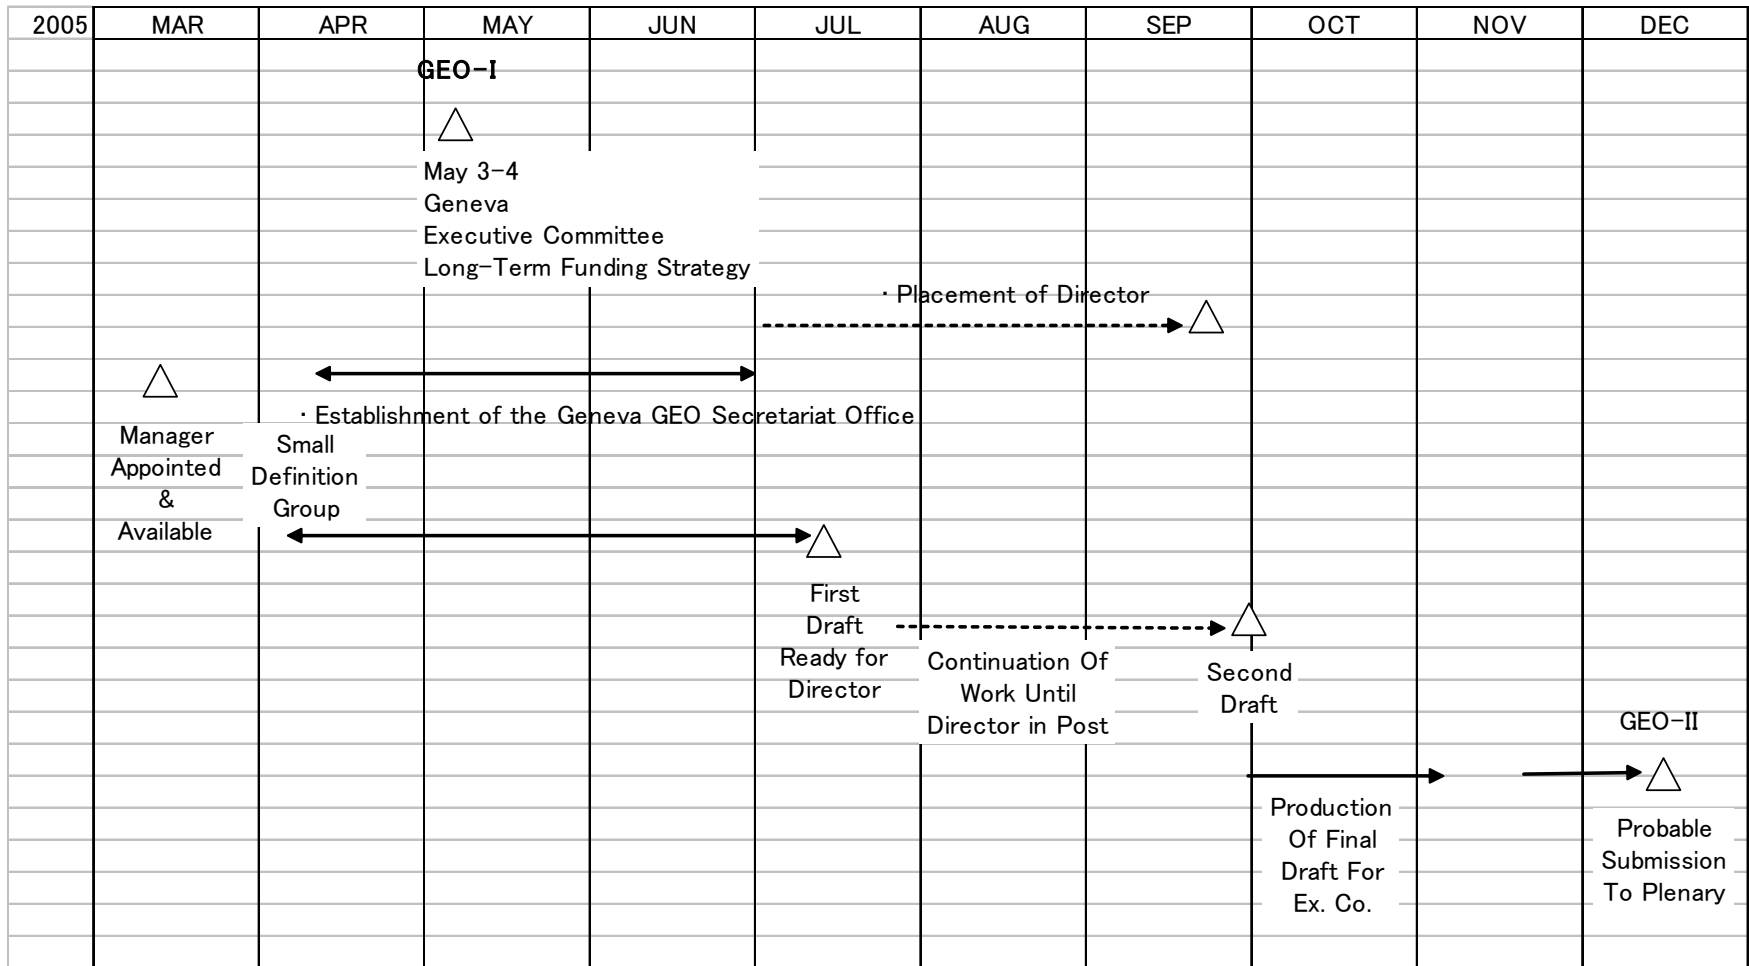 2005 MAR APR MAY JUN JUL AUG SEP OCT NOV DEC
GEO-I
May 3-4
Geneva
Executive Committee
Long-Term Funding Strategy
・Placement of Director
・Establishment of the Geneva GEO Secretariat Office
Manager
Appointed
&
Available
Small
Definition
Group
First
Draft
Ready for
Director
Continuation Of
Work Until
Director in Post
Second
Draft
GEO-II
Production
Of Final
Draft For
Ex. Co.
Probable
Submission
To Plenary